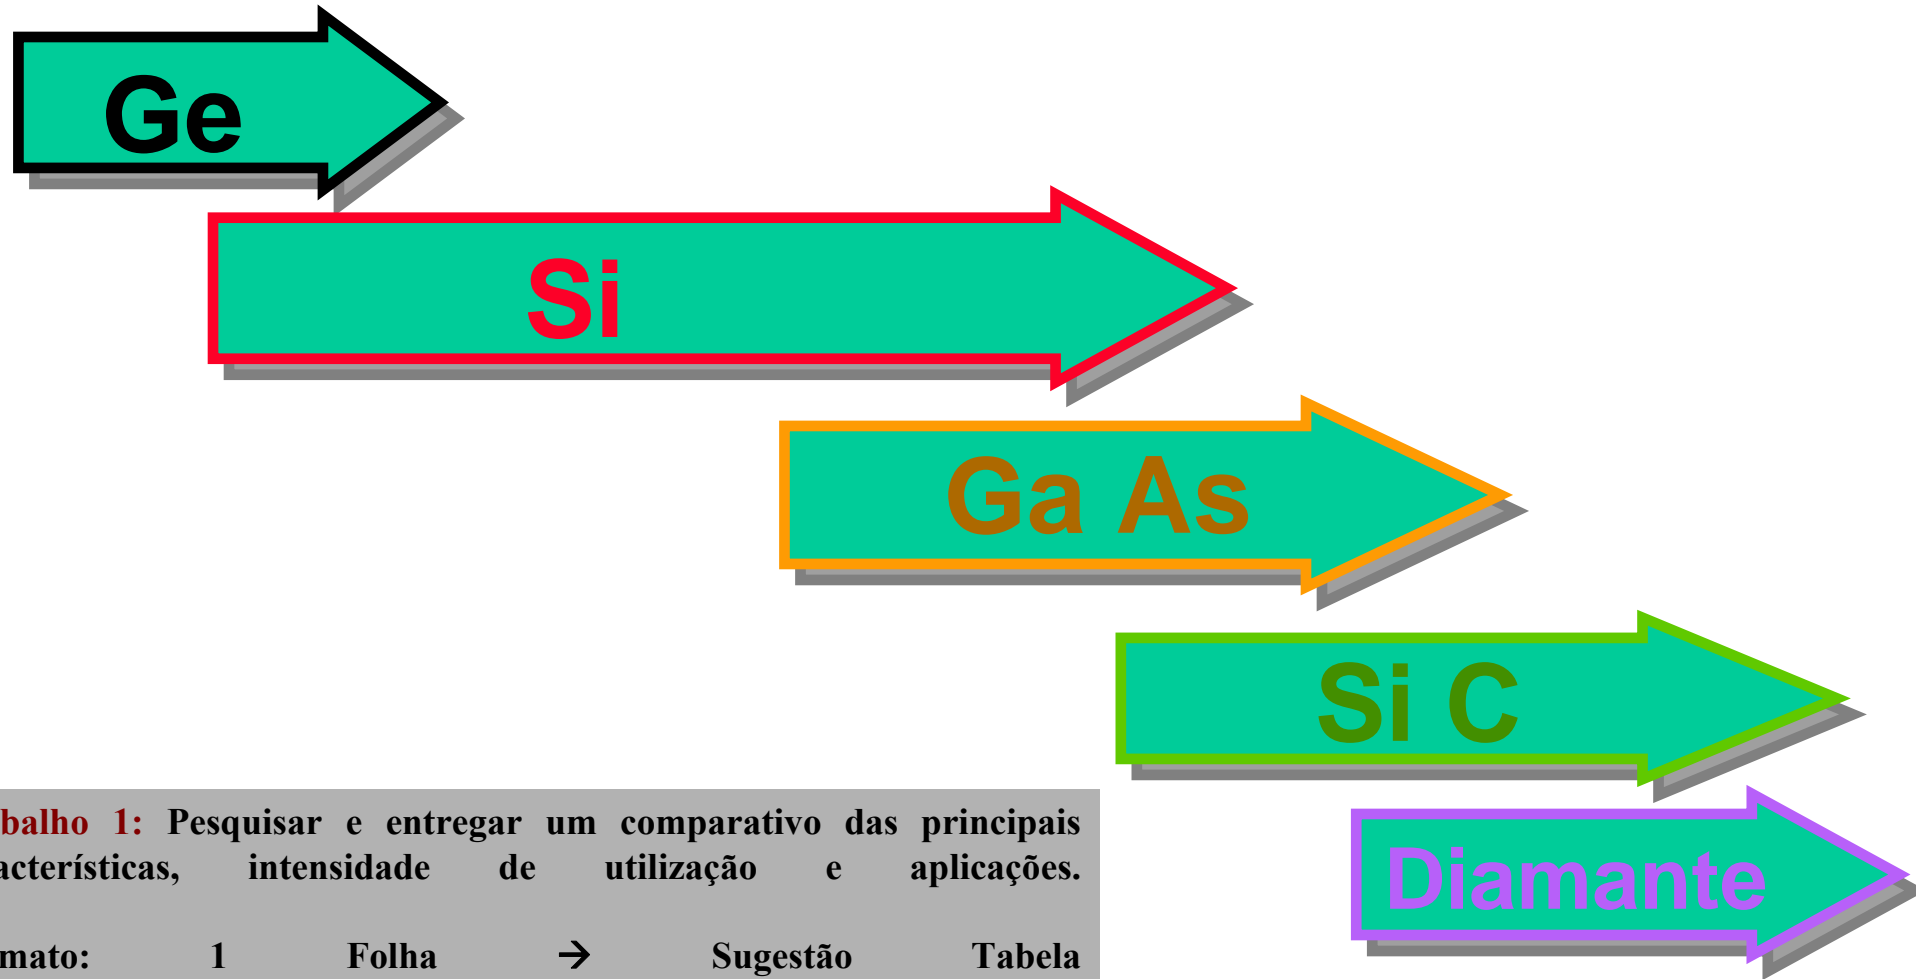 Ge
Si
Ga As
Si C
Diamante
balho 1: Pesquisar e entregar um comparativo das principais
acterísticas, intensidade de utilização e aplicações.
mato: 1 Folha → Sugestão Tabela